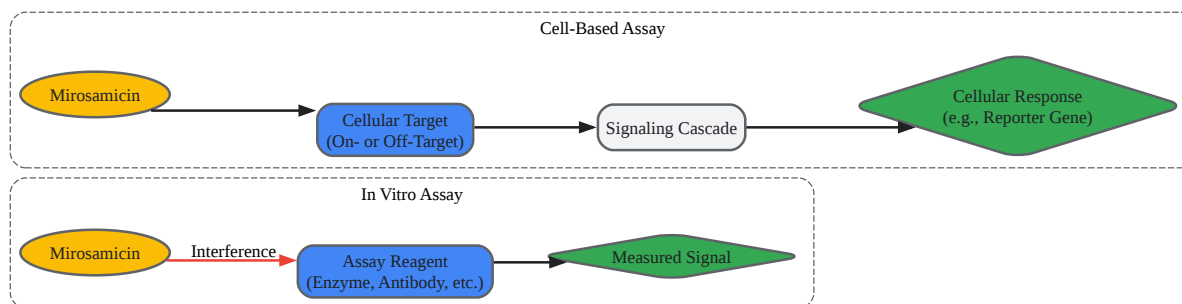 Cell-Based Assay
Mirosamicin
Cellular Target
(On- or Off-Target)
Signaling Cascade
Cellular Response
(e.g., Reporter Gene)
In Vitro Assay
Mirosamicin
Interference
Assay Reagent
(Enzyme, Antibody, etc.)
Measured Signal